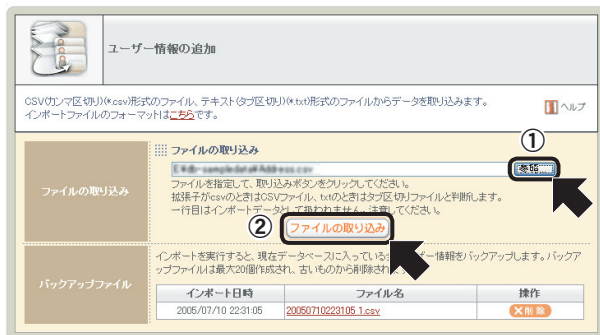 ユーザー情報の追加
CSV(カンマ区切り)(*.csv)形式のファイル、テキスト(タブ区切り)(*.txt)形式のファイルからデータを取り込みます。
インポートファイルのフォーマットはこちらです。
ヘルプ
ファイルの取り込み
ファイルの取り込み
①
参照...
ファイルを指定して、取り込みボタンをクリックしてください。
拡張子がcsvのときはCSVファイル、txtのときはタブ区切りファイルと判断します。
一行目はインポートデータとして扱われません。注意してください。
②
ファイルの取り込み
バックアップファイル
インポートを実行すると、現在データベースに入っている ユーザー情報をバックアップします。バックア
ップファイルは最大20個作成され、古いものから削除され
インポート日時 ファイル名 操作
2005/07/10 22:31:05 20050710223105 1.csv ×削除